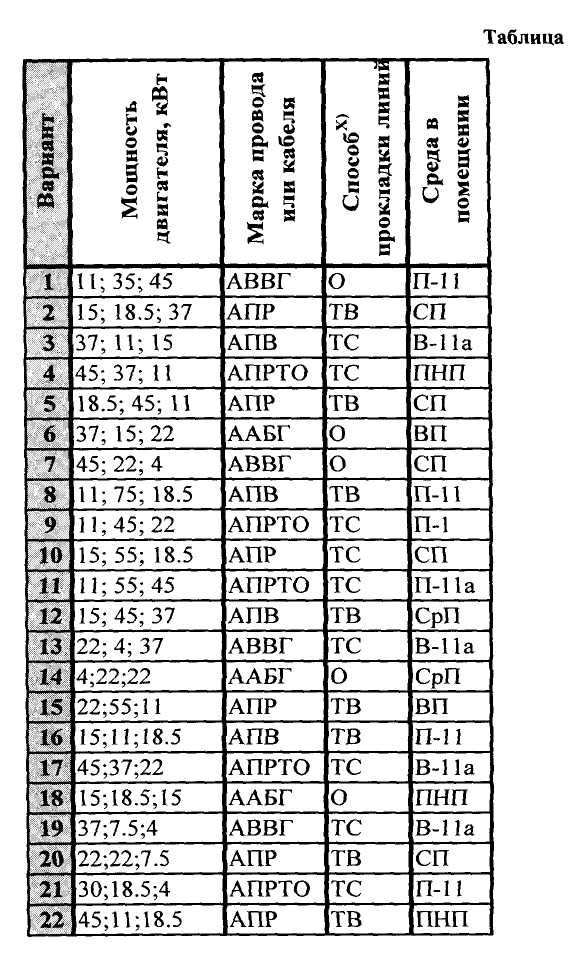 Таблица
Вариант
Мощность
двигателя, кВт
Марка провода
или кабеля
Способ х)
прокладки линий
Среда в
помещении
1 11; 35; 45 АВВГ О П-11
2 15; 18.5; 37 АПР ТВ СП
3 37; 11; 15 АПВ ТС В-11а
4 45; 37; 11 АПРТО ТС ПНП
5 18.5; 45; 11 АПР ТВ СП
6 37; 15; 22 ААБГ О ВП
7 45; 22; 4 АВВГ О СП
8 11; 75; 18.5 АПВ ТВ П-11
9 11; 45; 22 АПРТО ТС П-1
10 15; 55; 18.5 АПР ТС СП
11 11; 55; 45 АПРТО ТС П-11а
12 15; 45; 37 АПВ ТВ СрП
13 22; 4; 37 АВВГ ТС В-11а
14 4;22;22 ААБГ О СрП
15 22;55;11 АПР ТВ ВП
16 15;11;18.5 АПВ ТВ П-11
17 45;37;22 АПРТО ТС В-11а
18 15;18.5;15 ААБГ О ПНП
19 37;7.5;4 АВВГ ТС В-11а
20 22;22;7.5 АПР ТВ СП
21 30;18.5;4 АПРТО ТС П-11
22 45;11;18.5 АПР ТВ ПНП